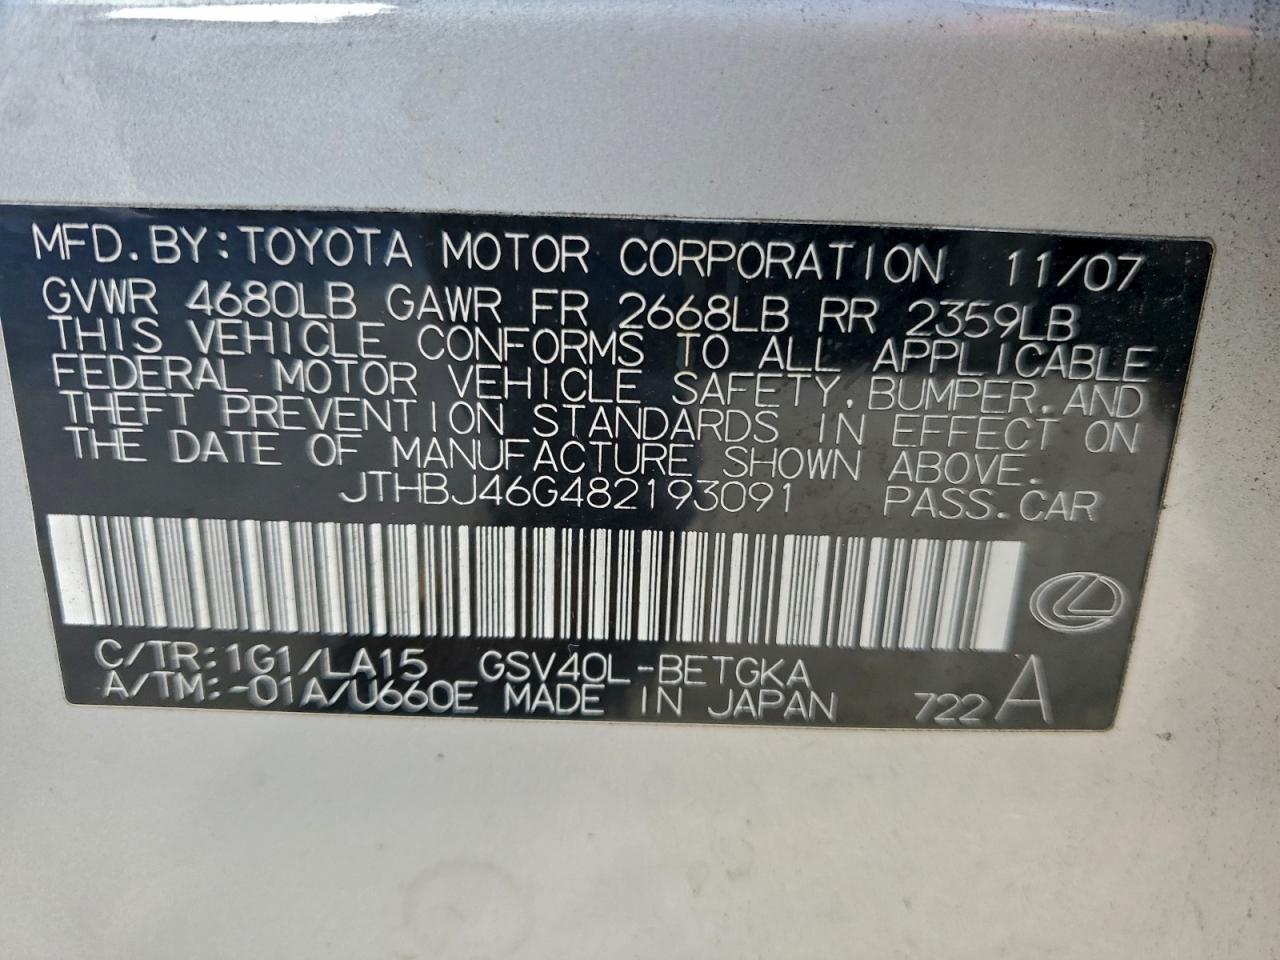 MFD. BY: TOYOTA MOTOR CORPORATION 11/07
GVWR 4680LB GAWR FR 2668LB RR 2359LB
THIS VEHICLE CONFORMS TO ALL APPLICABLE
FEDERAL MOTOR VEHICLE SAFETY, BUMPER, AND
THEFT PREVENTION STANDARDS IN EFFECT ON
THE DATE OF MANUFACTURE SHOWN ABOVE.
JTHBJ46G482193091 PASS. CAR
C/TR: 1G1/LA15 GSV40L-BETGKA
A/TM: -01A/U660E MADE IN JAPAN 722 A